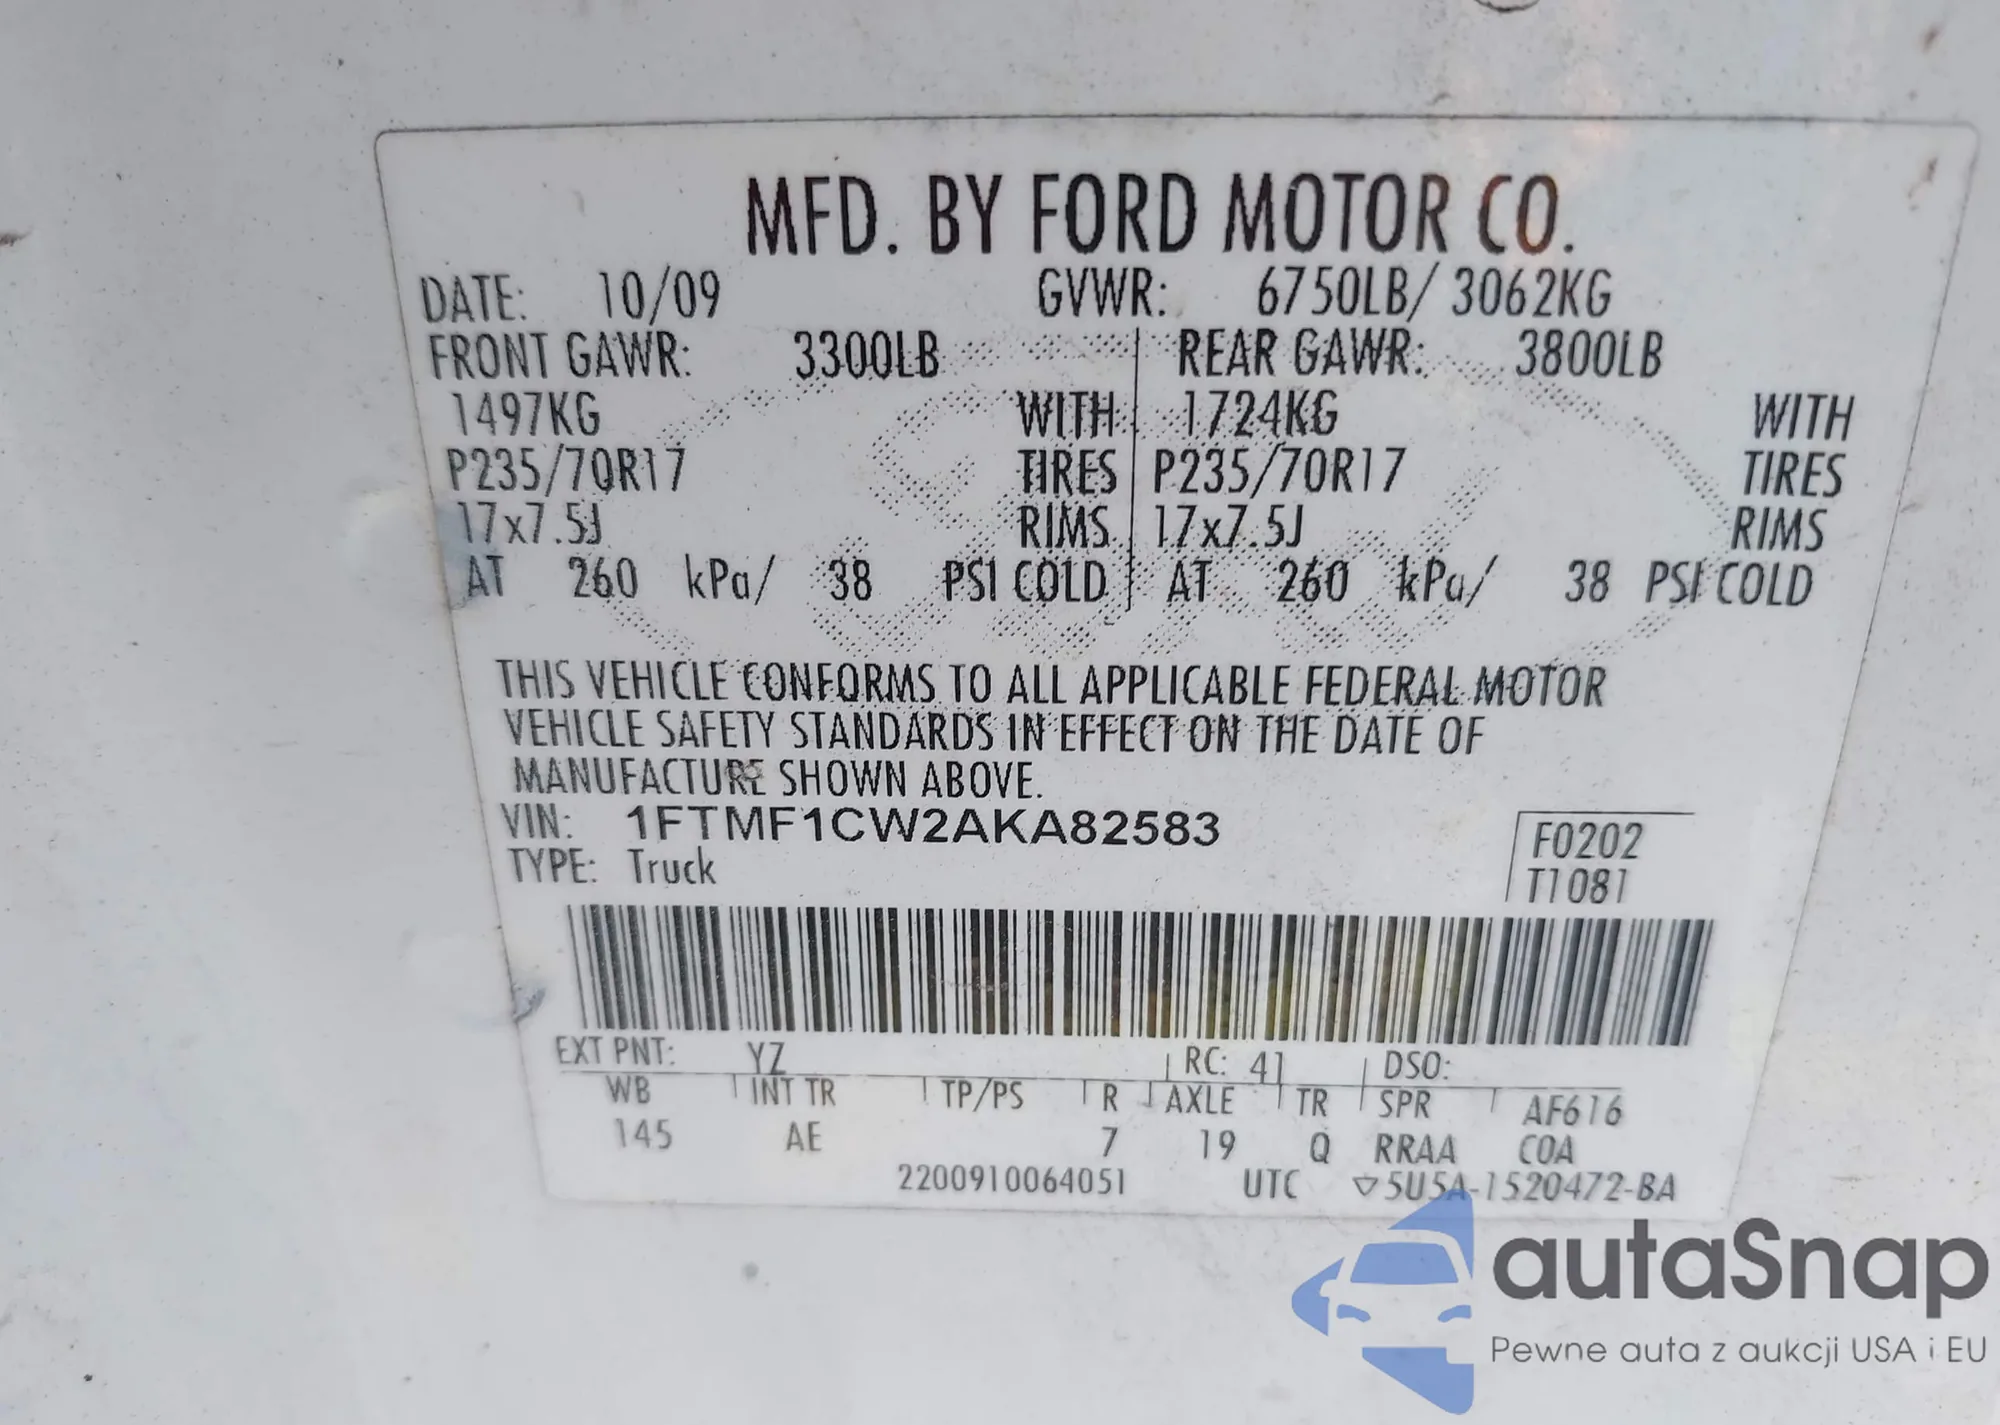 MFD. BY FORD MOTOR CO.
DATE: 10/09 GVWR: 6750LB/ 3062KG
FRONT GAWR: 3300LB REAR GAWR: 3800LB
1497KG WITH 1724KG WITH
P235/70R17 TIRES P235/70R17 TIRES
17x7.5J RIMS 17x7.5J RIMS
AT 260 kPa/ 38 PSI COLD AT 260 kPa/ 38 PSI COLD
THIS VEHICLE CONFORMS TO ALL APPLICABLE FEDERAL MOTOR
VEHICLE SAFETY STANDARDS IN EFFECT ON THE DATE OF
MANUFACTURE SHOWN ABOVE.
VIN: 1FTMF1CW2AKA82583
F0202
TYPE: Truck
T1081
EXT PNT: YZ RC: 41 DSO:
WB INT TR TP/PS R AXLE TR SPR AF616
145 AE 7 19 Q RRAA COA
2200910064051 UTC ▽5U5A-1520472-BA
autaSnap
Pewne auta z aukcji USA i EU